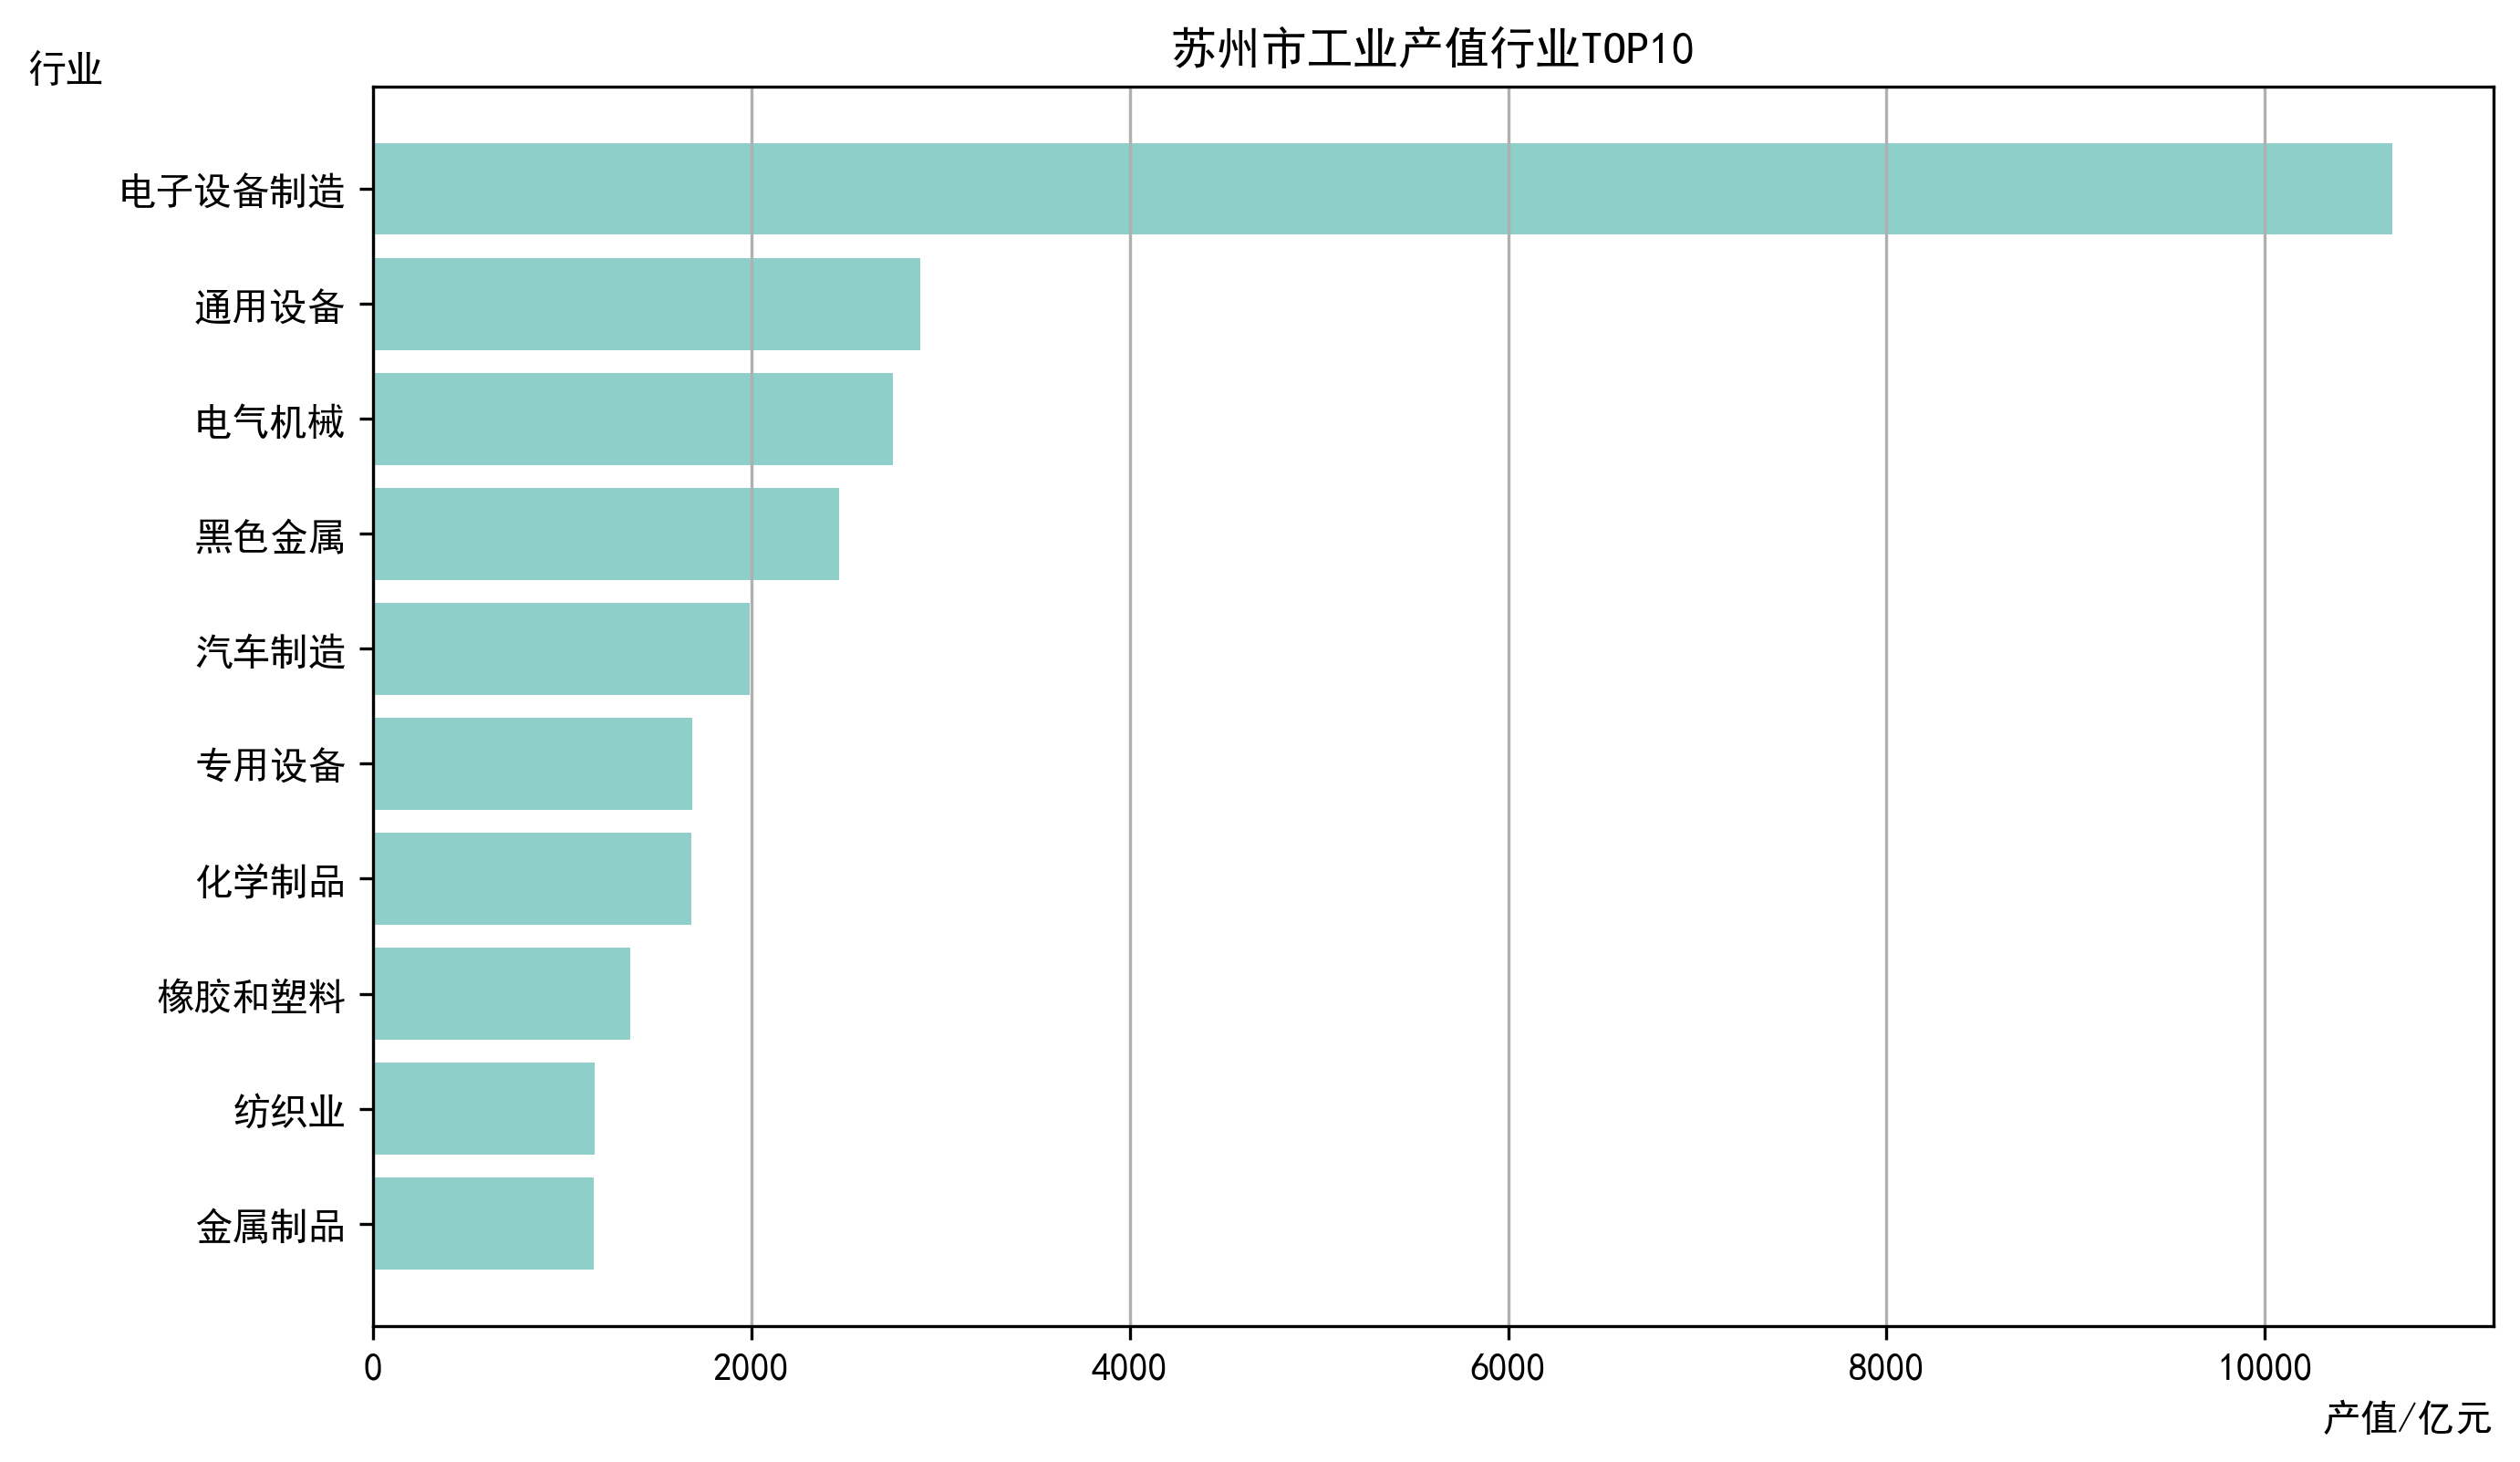 苏州市工业产值行业TOP10
行业
电子设备制造
通用设备
电气机械
黑色金属
汽车制造
专用设备
化学制品
橡胶和塑料
纺织业
金属制品
0 2000 4000 6000 8000 10000
产值/亿元